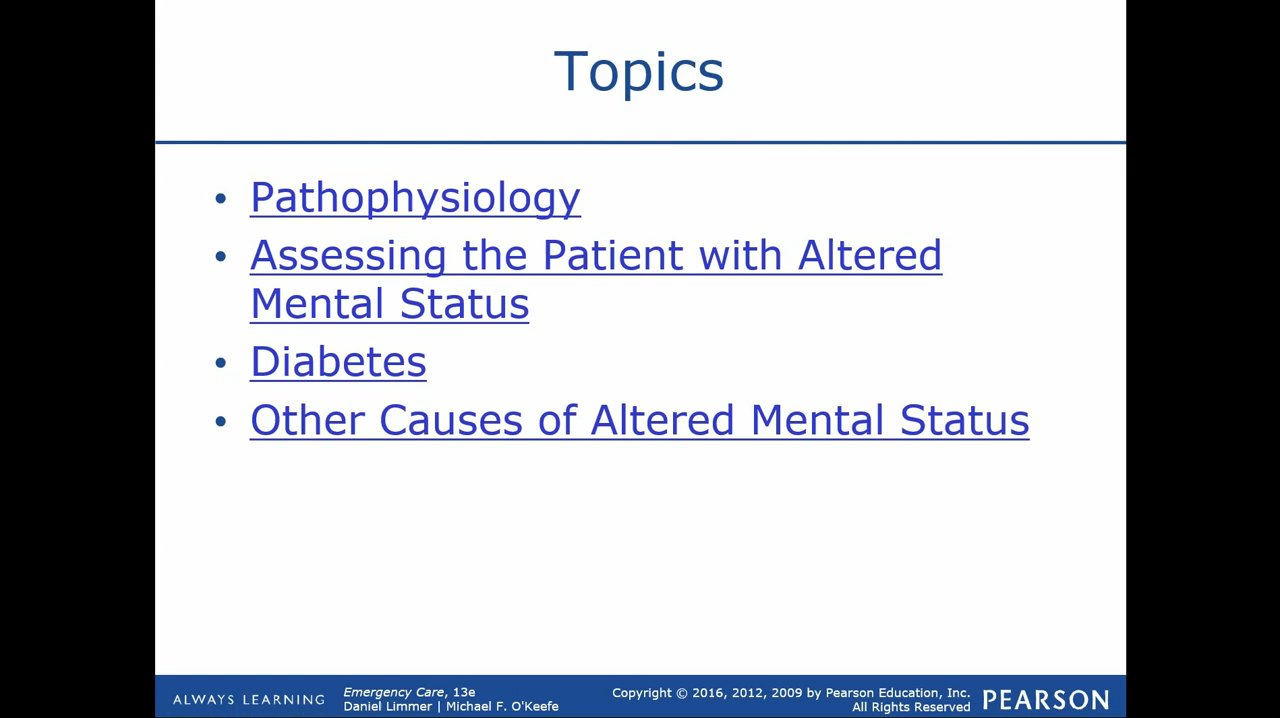 Topics
• Pathophysiology
• Assessing the Patient with Altered
Mental Status
• Diabetes
• Other Causes of Altered Mental Status
ALWAYS LEARNING
Emergency Care, 13e
Daniel Limmer | Michael F. O'Keefe
Copyright © 2016, 2012, 2009 by Pearson Education, Inc.
All Rights Reserved
PEARSON